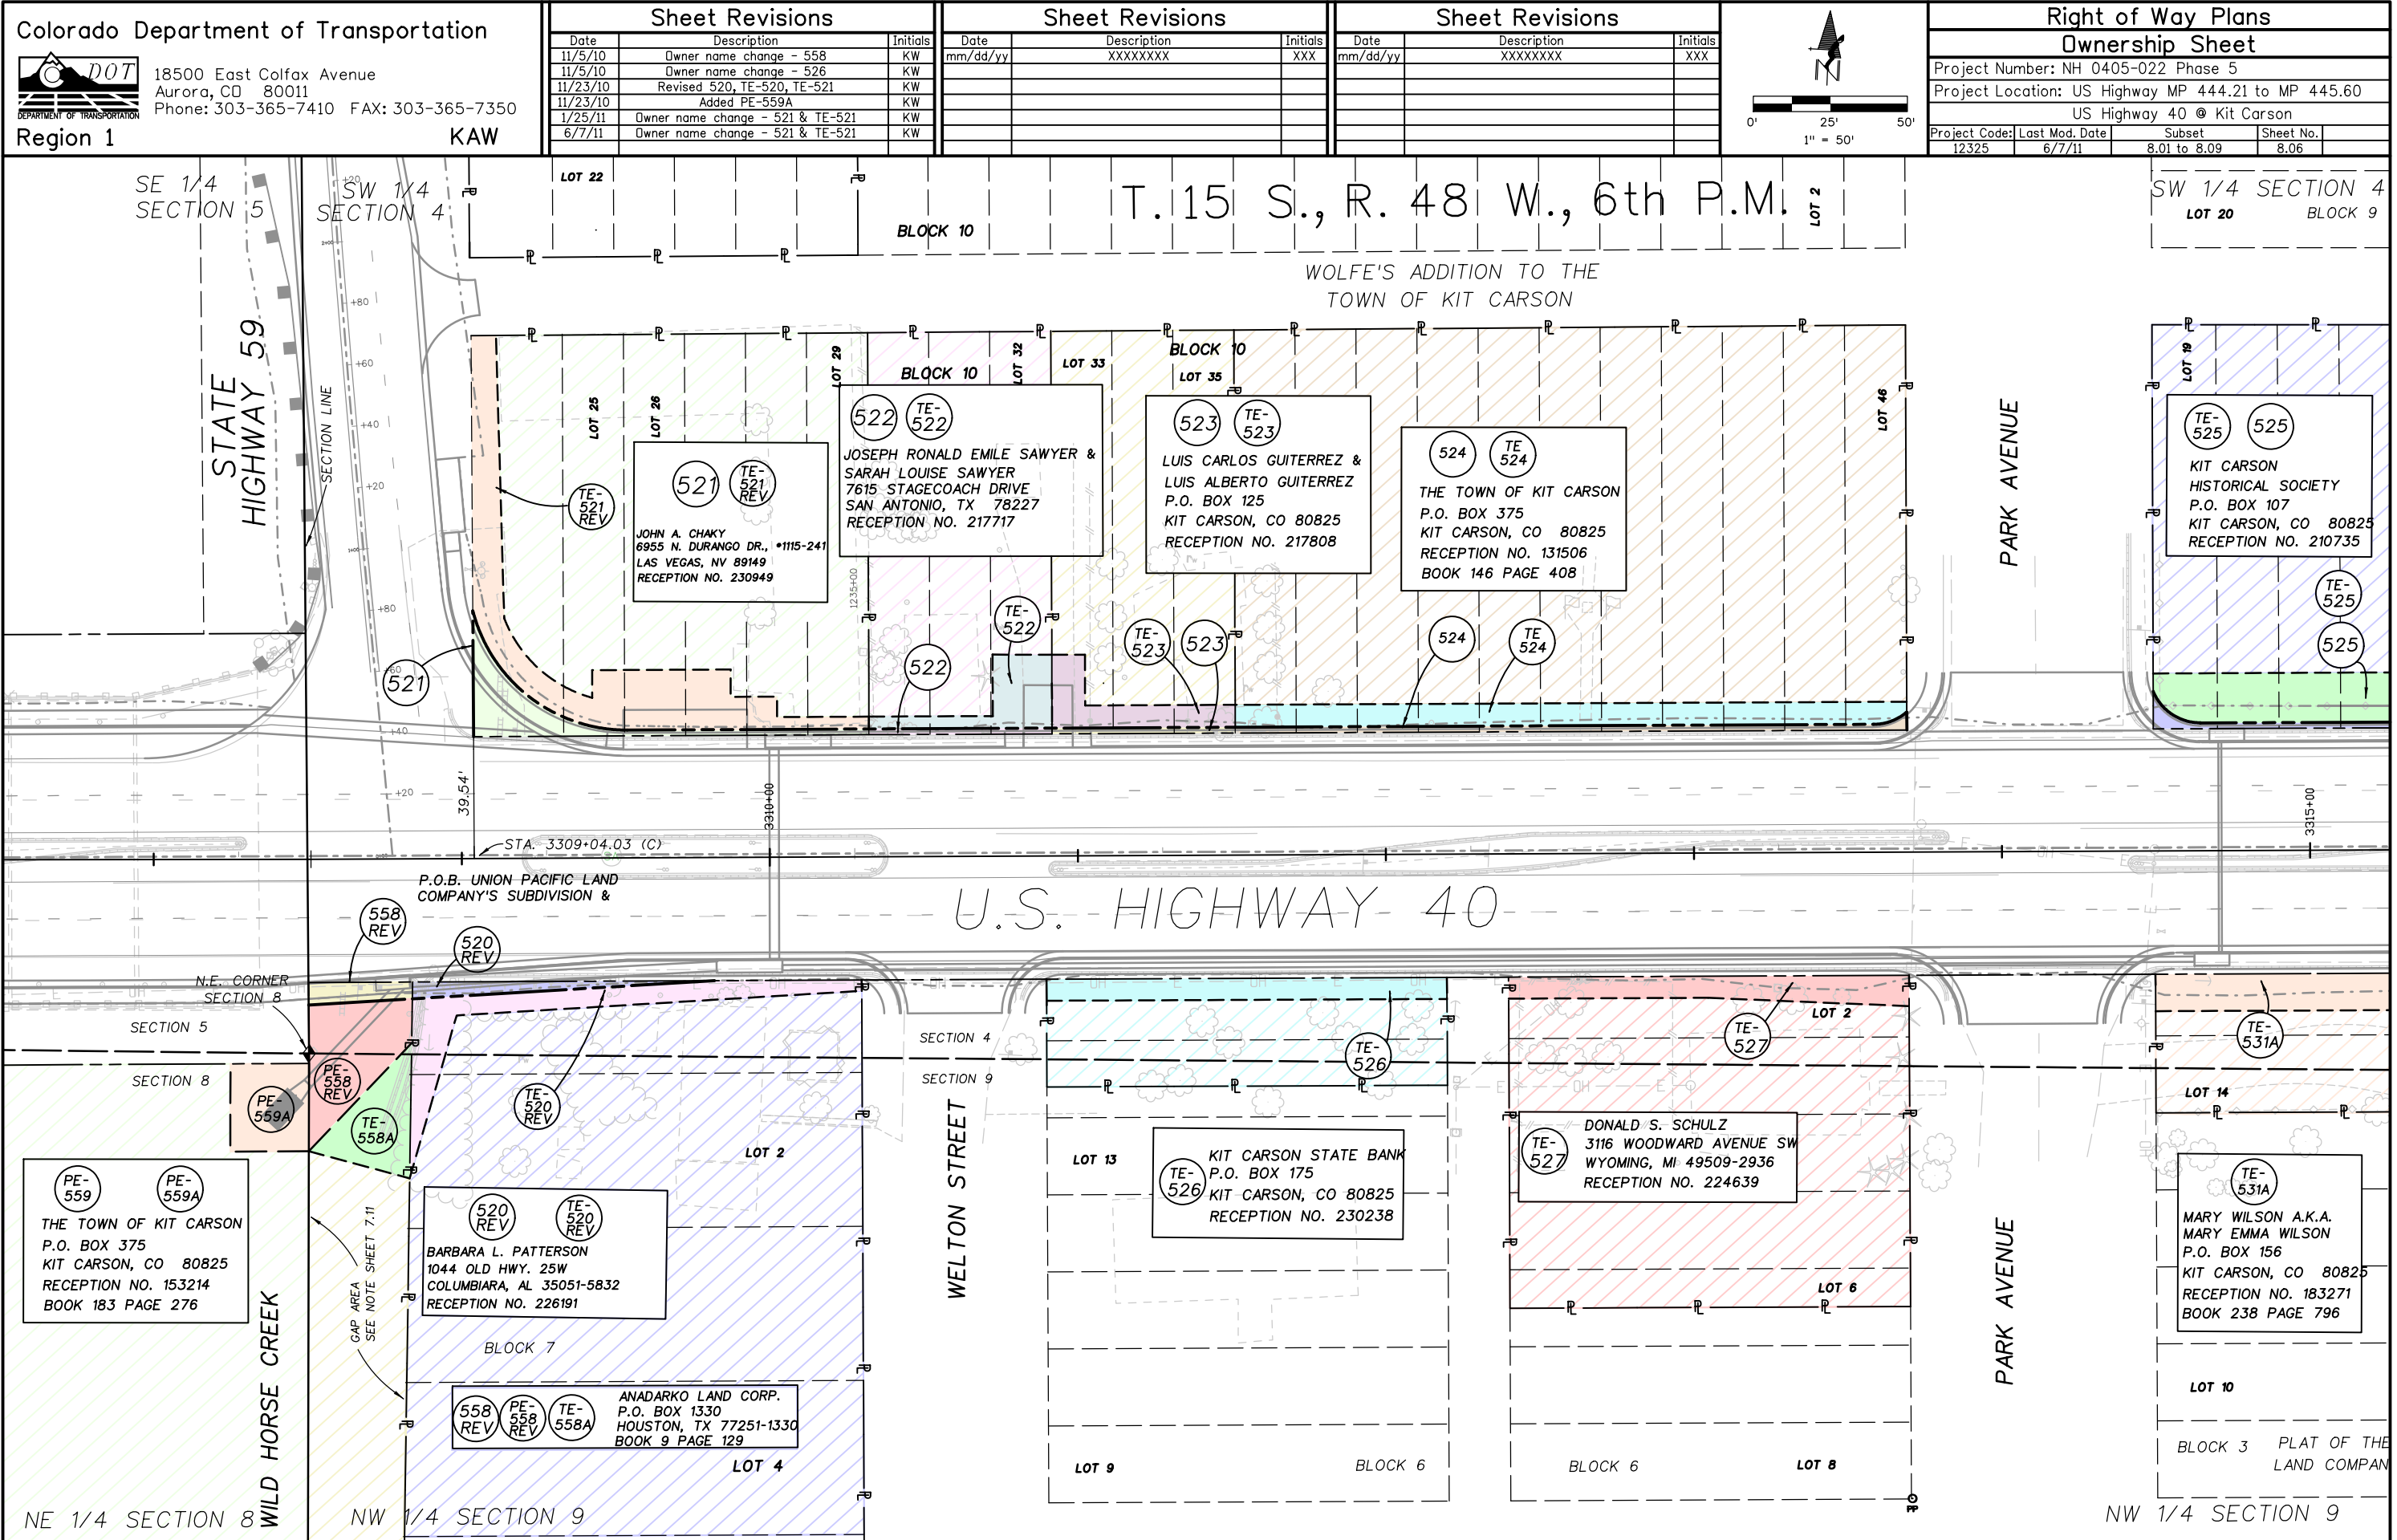 Colorado Department of Transportation
DOT
DEPARTMENT OF TRANSPORTATION
18500 East Colfax Avenue
Aurora, CO 80011
Phone: 303-365-7410 FAX: 303-365-7350
Region 1
KAW
Sheet Revisions
Date Description Initials
11/5/10 Owner name change - 558 KW
11/5/10 Owner name change - 526 KW
11/23/10 Revised 520, TE-520, TE-521 KW
11/23/10 Added PE-559A KW
1/25/11 Owner name change - 521 & TE-521 KW
6/7/11 Owner name change - 521 & TE-521 KW
Sheet Revisions
Date Description Initials
mm/dd/yy XXXXXXXX XXX
Sheet Revisions
Date Description Initials
mm/dd/yy XXXXXXXX XXX
N
0' 25' 50'
1" = 50'
Right of Way Plans
Ownership Sheet
Project Number: NH 0405-022 Phase 5
Project Location: US Highway MP 444.21 to MP 445.60
US Highway 40 @ Kit Carson
Project Code: Last Mod. Date Subset Sheet No.
12325 6/7/11 8.01 to 8.09 8.06
SE 1/4
SECTION 5
SW 1/4
SECTION 4
LOT 22
BLOCK 10
T. 15 S., R. 48 W., 6th P.M.
LOT 2
SW 1/4 SECTION 4
LOT 20 BLOCK 9
WOLFE'S ADDITION TO THE
TOWN OF KIT CARSON
STATE
HIGHWAY 59
SECTION LINE
+20
2+00
+80
+60
+40
+20
1+00
+80
+60
+40
+20
LOT 25
LOT 26
LOT 29
BLOCK 10
LOT 32
LOT 33
BLOCK 10
LOT 35
LOT 46
PARK AVENUE
LOT 19
TE-
521
REV
521
TE-
521
REV
JOHN A. CHAKY
6955 N. DURANGO DR., #1115-241
LAS VEGAS, NV 89149
RECEPTION NO. 230949
522
TE-
522
JOSEPH RONALD EMILE SAWYER &
SARAH LOUISE SAWYER
7615 STAGECOACH DRIVE
SAN ANTONIO, TX 78227
RECEPTION NO. 217717
523
TE-
523
LUIS CARLOS GUITERREZ &
LUIS ALBERTO GUITERREZ
P.O. BOX 125
KIT CARSON, CO 80825
RECEPTION NO. 217808
524
TE
524
THE TOWN OF KIT CARSON
P.O. BOX 375
KIT CARSON, CO 80825
RECEPTION NO. 131506
BOOK 146 PAGE 408
TE-
525
525
KIT CARSON
HISTORICAL SOCIETY
P.O. BOX 107
KIT CARSON, CO 80825
RECEPTION NO. 210735
1235+00
521
522
TE-
522
TE-
523
523
524
TE
524
TE-
525
525
39.54'
3310+00
3315+00
STA. 3309+04.03 (C)
P.O.B. UNION PACIFIC LAND
COMPANY'S SUBDIVISION &
U.S. HIGHWAY 40
558
REV
520
REV
N.E. CORNER
SECTION 8
SECTION 5
SECTION 8
SECTION 4
SECTION 9
PE-
559A
PE-
558
REV
TE-
558A
TE-
520
REV
TE-
526
TE-
527
TE-
531A
LOT 2
LOT 2
LOT 14
LOT 13
PE-
559
PE-
559A
THE TOWN OF KIT CARSON
P.O. BOX 375
KIT CARSON, CO 80825
RECEPTION NO. 153214
BOOK 183 PAGE 276
WILD HORSE CREEK
GAP AREA
SEE NOTE SHEET 7.11
520
REV
TE-
520
REV
BARBARA L. PATTERSON
1044 OLD HWY. 25W
COLUMBIARA, AL 35051-5832
RECEPTION NO. 226191
WELTON STREET
TE-
526
KIT CARSON STATE BANK
P.O. BOX 175
KIT CARSON, CO 80825
RECEPTION NO. 230238
TE-
527
DONALD S. SCHULZ
3116 WOODWARD AVENUE SW
WYOMING, MI 49509-2936
RECEPTION NO. 224639
LOT 6
PARK AVENUE
TE-
531A
MARY WILSON A.K.A.
MARY EMMA WILSON
P.O. BOX 156
KIT CARSON, CO 80825
RECEPTION NO. 183271
BOOK 238 PAGE 796
BLOCK 7
558
REV
PE-
558
REV
TE-
558A
ANADARKO LAND CORP.
P.O. BOX 1330
HOUSTON, TX 77251-1330
BOOK 9 PAGE 129
LOT 4
LOT 9
BLOCK 6
BLOCK 6
LOT 8
LOT 10
BLOCK 3
PLAT OF THE
LAND COMPAN
PP
NE 1/4 SECTION 8
NW 1/4 SECTION 9
NW 1/4 SECTION 9